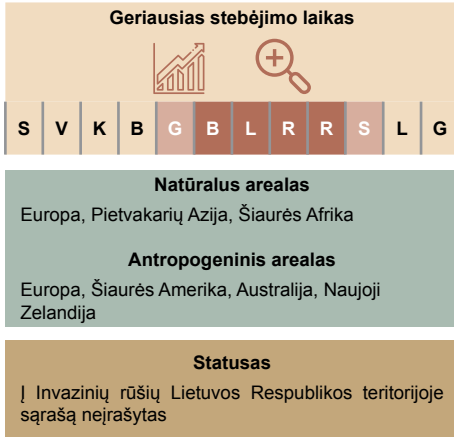 Geriausias stebėjimo laikas
S V K B G B L R R S L G
Natūralus arealas
Europa, Pietvakarių Azija, Šiaurės Afrika
Antropogeninis arealas
Europa, Šiaurės Amerika, Australija, Naujoji
Zelandija
Statusas
Į Invazinių rūšių Lietuvos Respublikos teritorijoje
sąrašą neįrašytas